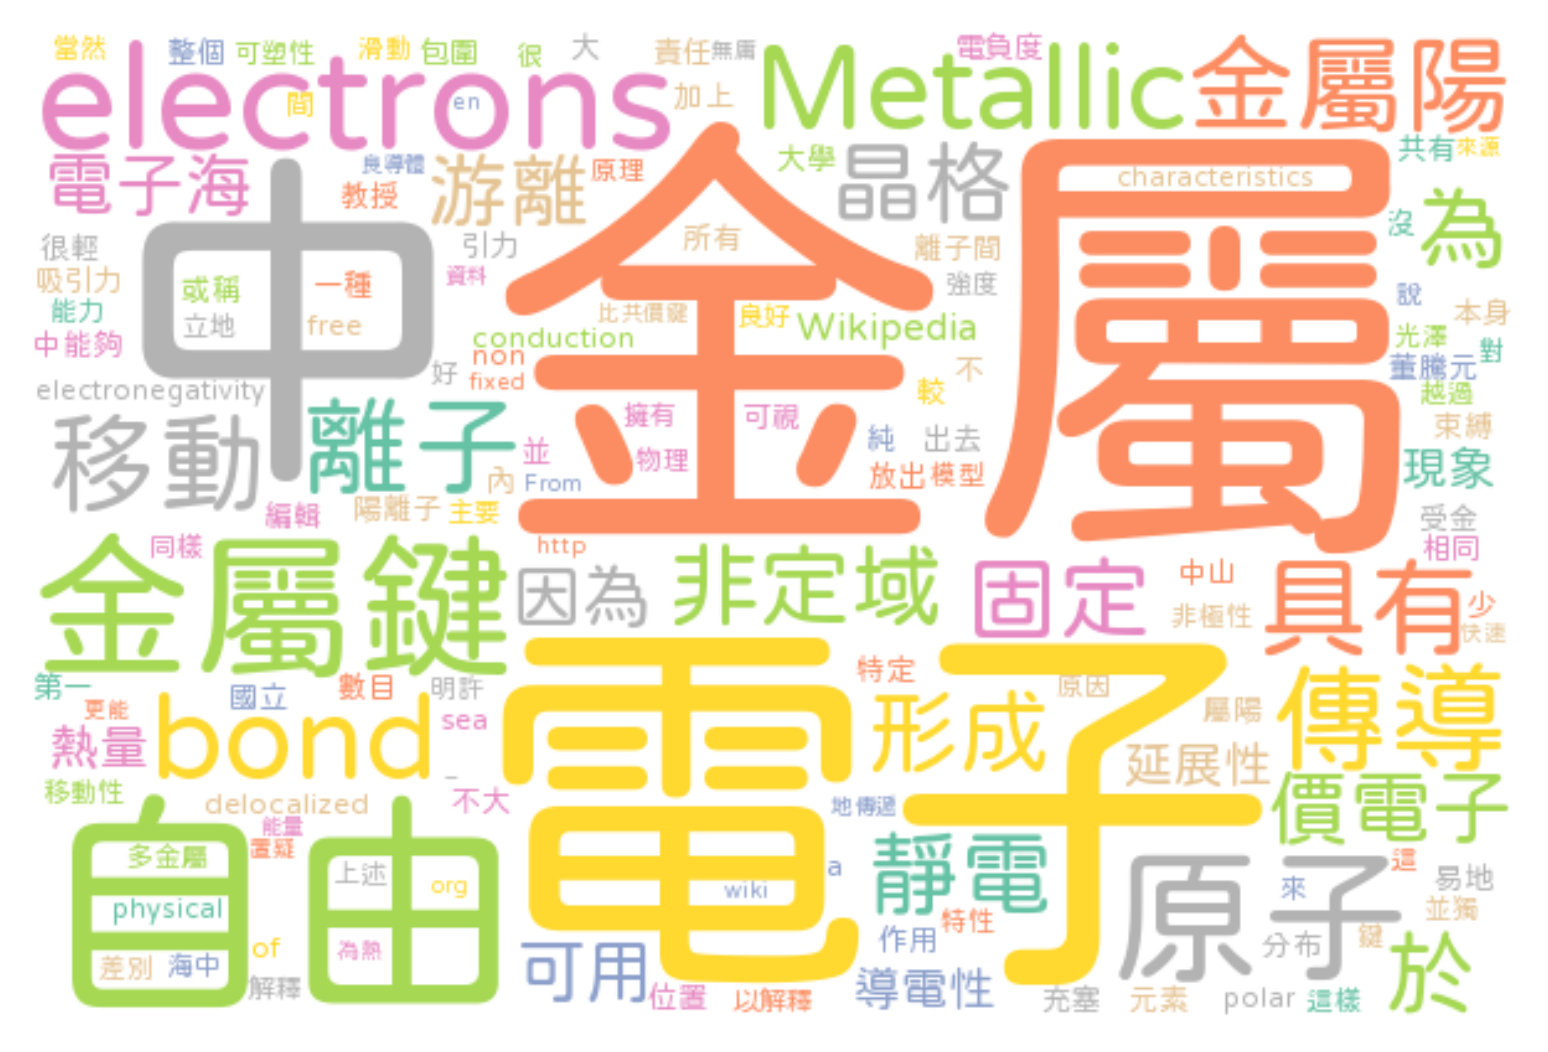 當然 整個 可塑性 滑動 包圍 很 大 責任 無庸 電負度
electrons Metallic 金屬陽
間 en 加上
電子海 良導體 游離 原理 大學 晶格 characteristics 共有 來源
教授
中 金屬 沒 為
很輕 引力 所有 離子間
吸引力 或稱 一種 資料 強度 說
能力 立地 free 比共價鍵 良好 Wikipedia 本身
中能夠 conduction 光澤 對
non
electronegativity 好 fixed 不 董騰元
較 越過
移動 離子 擁有 可視 純 出去 束縛
並 物理 放出 模型 現象
內 From
編輯 陽離子 主要 受金
同樣 http 相同
金屬鍵 因為 非定域 固定 中山 具有 少
非極性 快速
第一 國立 數目 明許 電子 特定 原因
更能 sea 形成 屬陽 傳導
熱量 bond 延展性
_
移動性 delocalized 不大 地傳遞 價電子
能量
自由 置疑
多金屬 上述 org a 靜電 原子 這 易地
physical wiki 來 並獨
特性
of 為熱 作用 分布 鍵 於
差別 海中 解釋 可用 位置 以解釋 導電性 充塞 元素 polar 這樣